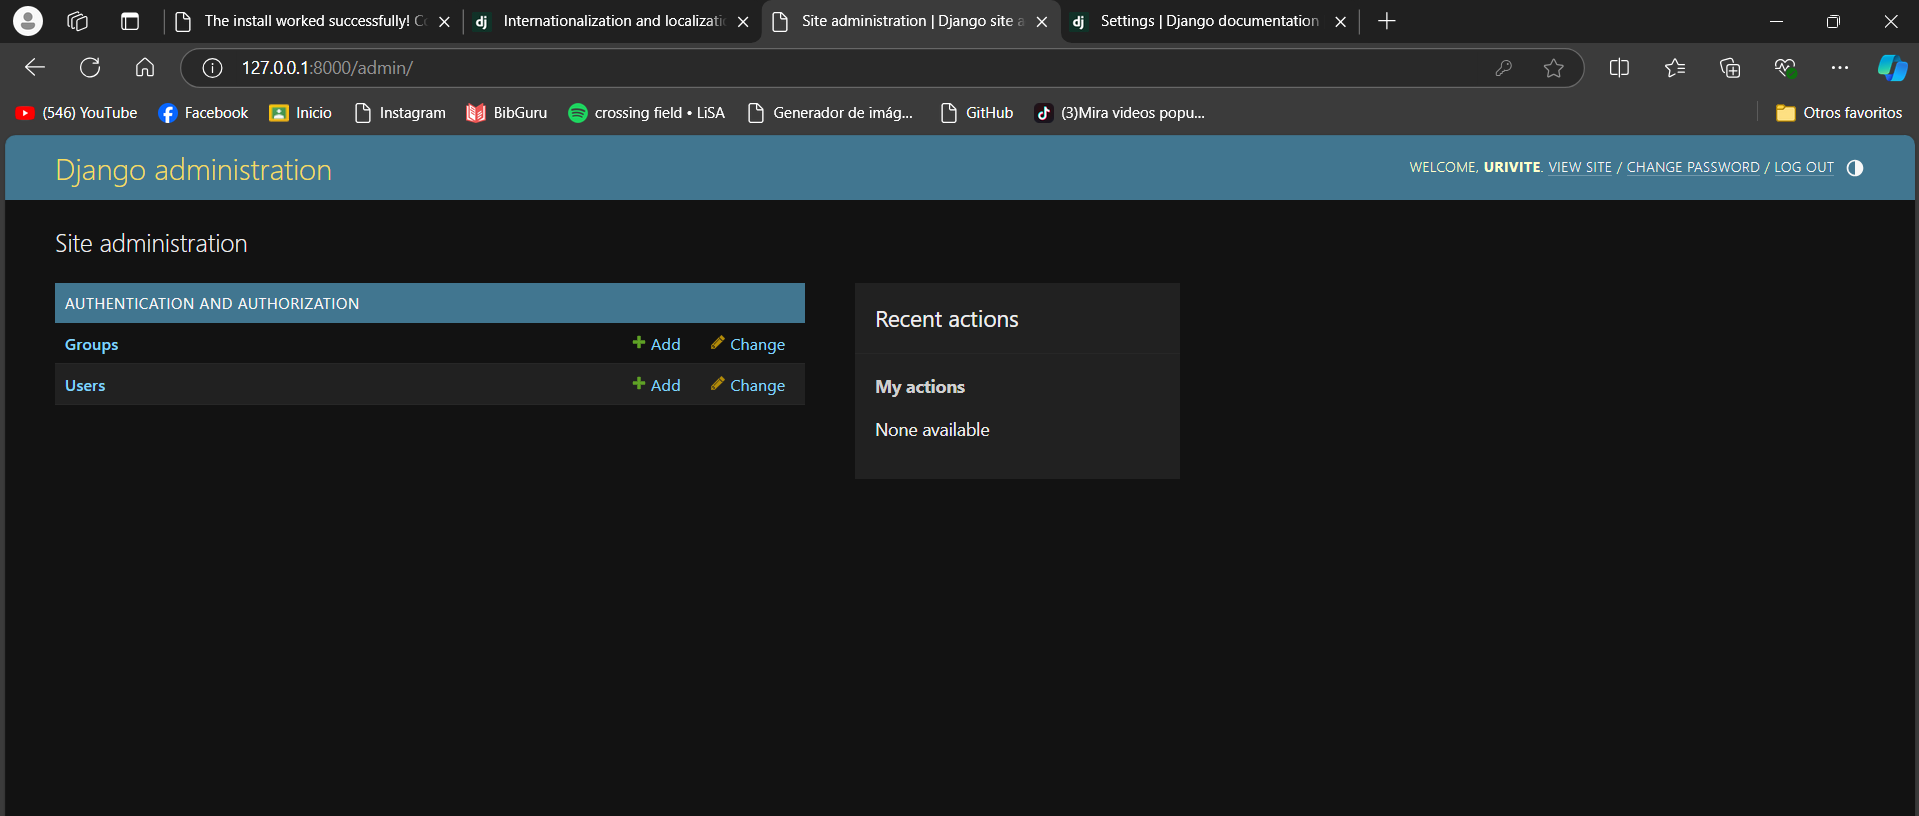 The install worked successfully! C
Internationalization and localizati
Site administration | Django site a
Settings | Django documentation
127.0.0.1:8000/admin/
(546) YouTube
Facebook
Inicio
Instagram
BibGuru
crossing field • LiSA
Generador de imág...
GitHub
(3)Mira videos popu...
Otros favoritos
Django administration
WELCOME, URIVITE. VIEW SITE / CHANGE PASSWORD / LOG OUT
Site administration
AUTHENTICATION AND AUTHORIZATION
Groups
Add
Change
Users
Add
Change
Recent actions
My actions
None available